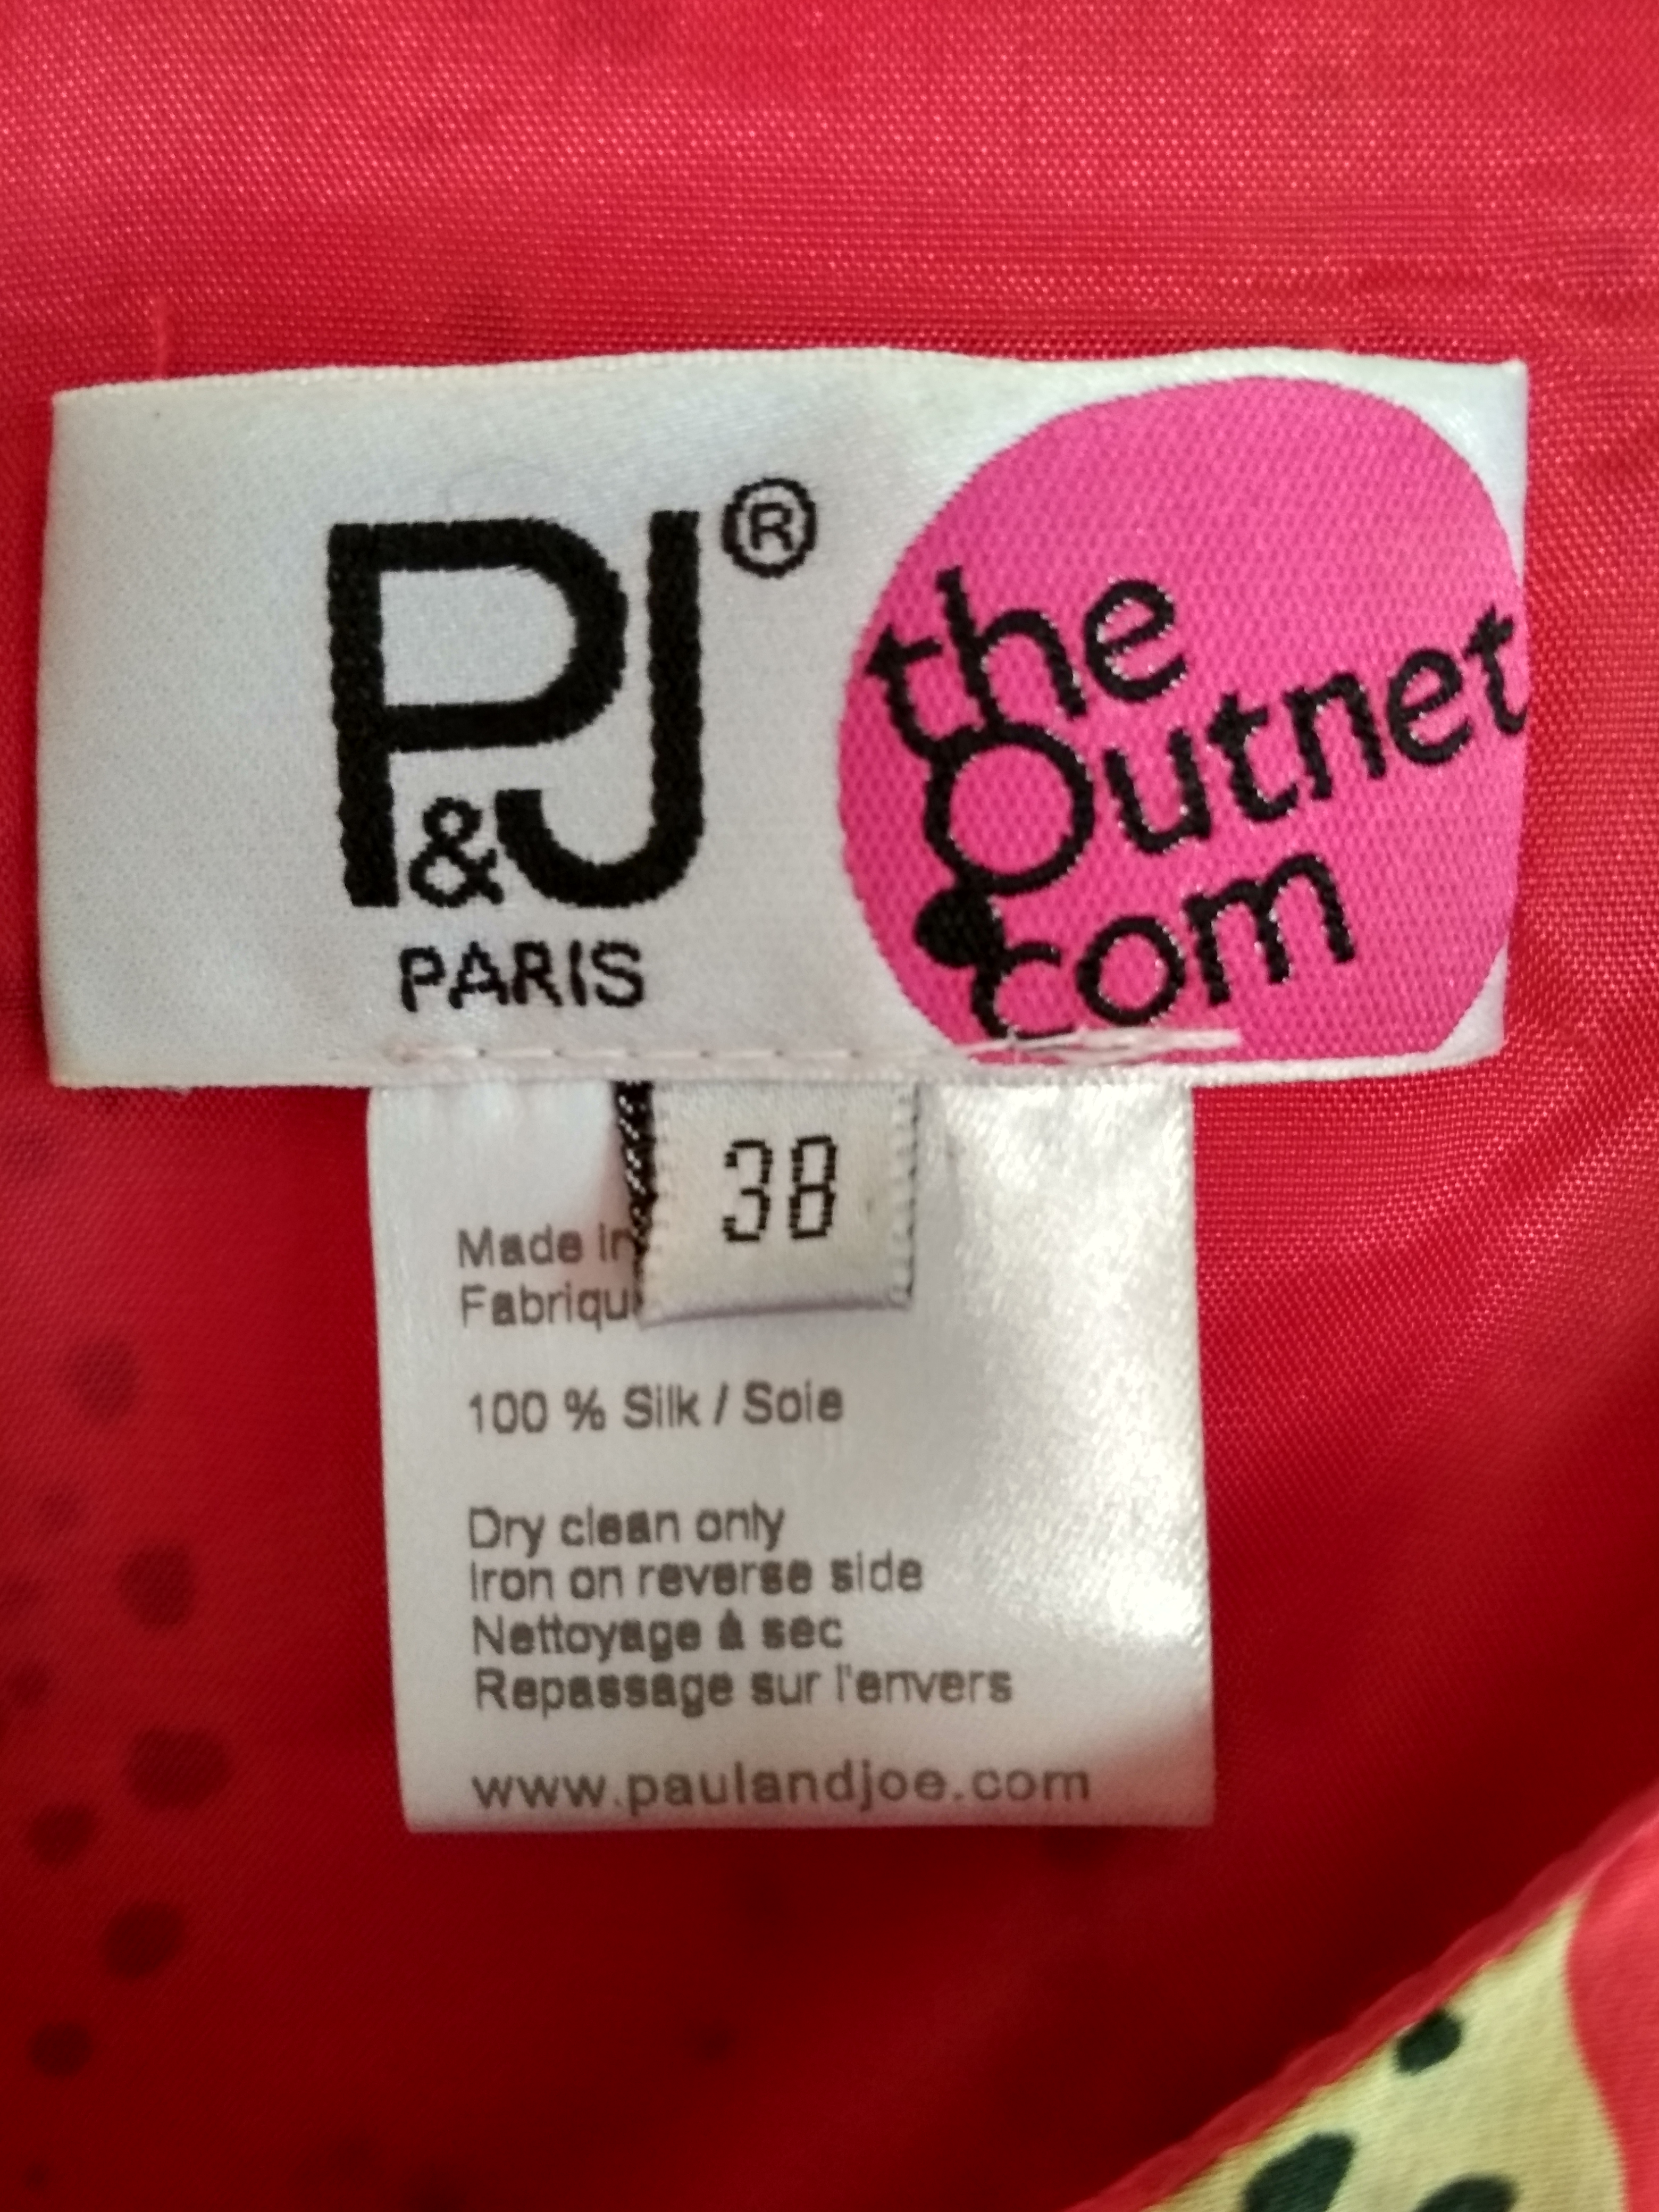 P&J®
PARIS
the
Outnet
.com
38
Made in
Fabriqu
100 % Silk / Soie
Dry clean only
Iron on reverse side
Nettoyage à sec
Repassage sur l'envers
www.paulandjoe.com